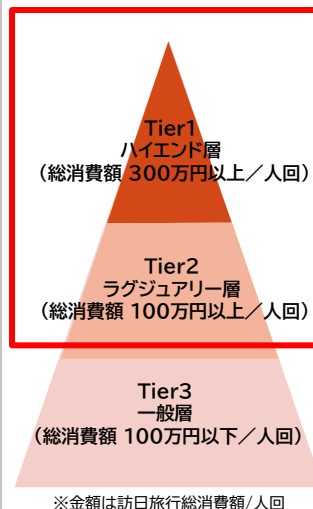 Tier1
ハイエンド層
(総消費額 300万円以上／人回)
Tier2
ラグジュアリー層
(総消費額 100万円以上／人回)
Tier3
一般層
(総消費額 100万円以下／人回)
※金額は訪日旅行総消費額/人回